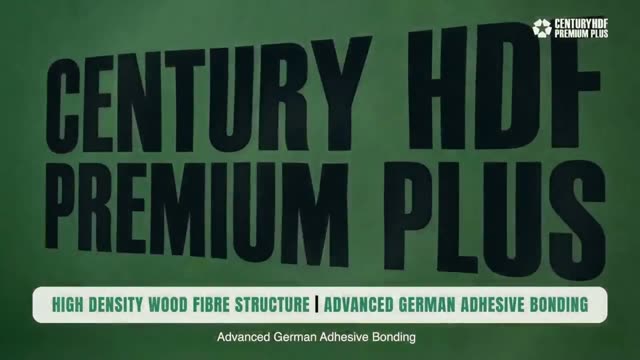 CENTURYHDF
PREMIUM PLUS
CENTURY HDF
PREMIUM PLUS
HIGH DENSITY WOOD FIBRE STRUCTURE | ADVANCED GERMAN ADHESIVE BONDING
Advanced German Adhesive Bonding